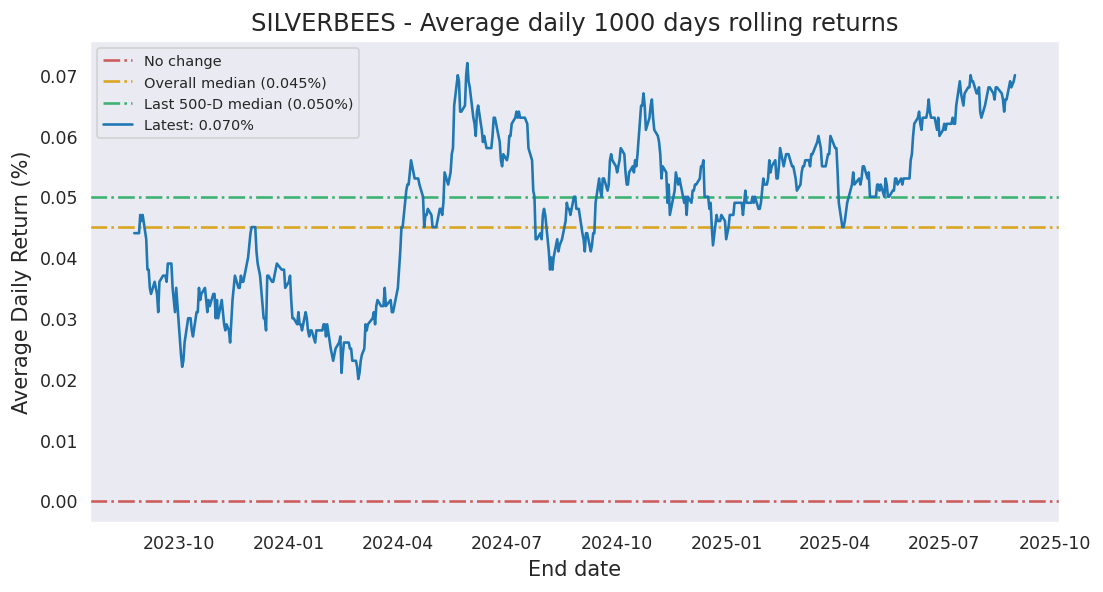 SILVERBEES - Average daily 1000 days rolling returns
No change
Overall median (0.045%)
Last 500-D median (0.050%)
Latest: 0.070%
Average Daily Return (%)
0.07
0.06
0.05
0.04
0.03
0.02
0.01
0.00
2023-10 2024-01 2024-04 2024-07 2024-10 2025-01 2025-04 2025-07 2025-10
End date